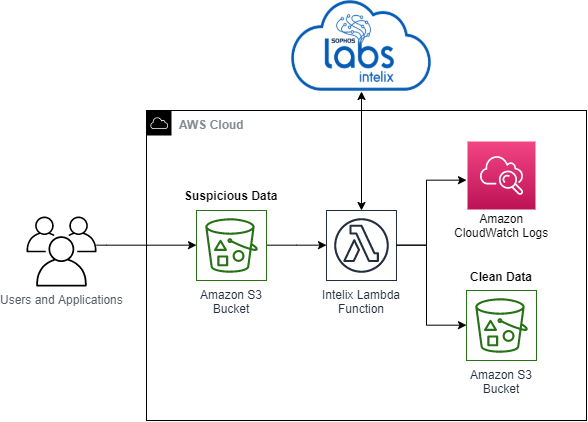 SOPHOS
labs
intelix
AWS Cloud
Suspicious Data
Amazon S3
Bucket
Intelix Lambda
Function
Amazon
CloudWatch Logs
Clean Data
Amazon S3
Bucket
Users and Applications